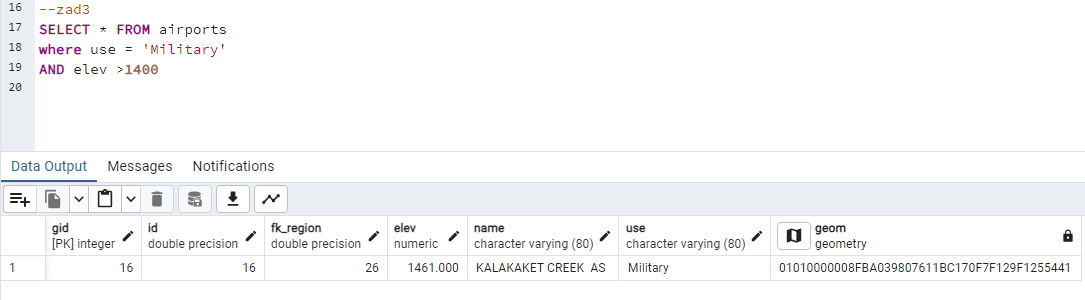 16 --zad3
17 SELECT * FROM airports
18 where use = 'Military'
19 AND elev >1400
20
Data Output Messages Notifications
gid id fk_region elev name use geom
[PK] integer double precision double precision numeric character varying (80) character varying (80) geometry
1 16 16 26 1461.000 KALAKAKET CREEK AS Military 01010000008FBA039807611BC170F7F129F1255441